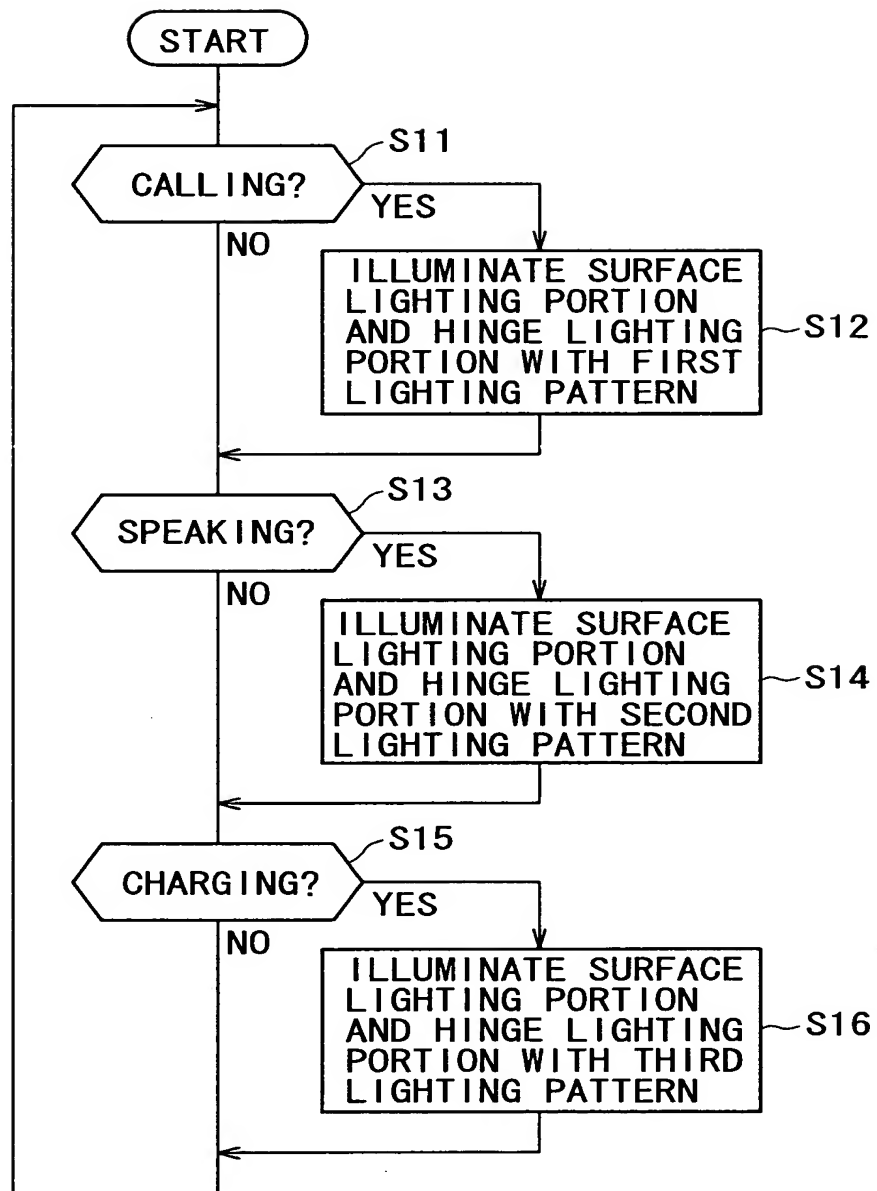 START
S11
CALLING?
YES
NO
ILLUMINATE SURFACE
LIGHTING PORTION
AND HINGE LIGHTING
PORTION WITH FIRST
LIGHTING PATTERN
S12
S13
SPEAKING?
YES
NO
ILLUMINATE SURFACE
LIGHTING PORTION
AND HINGE LIGHTING
PORTION WITH SECOND
LIGHTING PATTERN
S14
S15
CHARGING?
YES
NO
ILLUMINATE SURFACE
LIGHTING PORTION
AND HINGE LIGHTING
PORTION WITH THIRD
LIGHTING PATTERN
S16